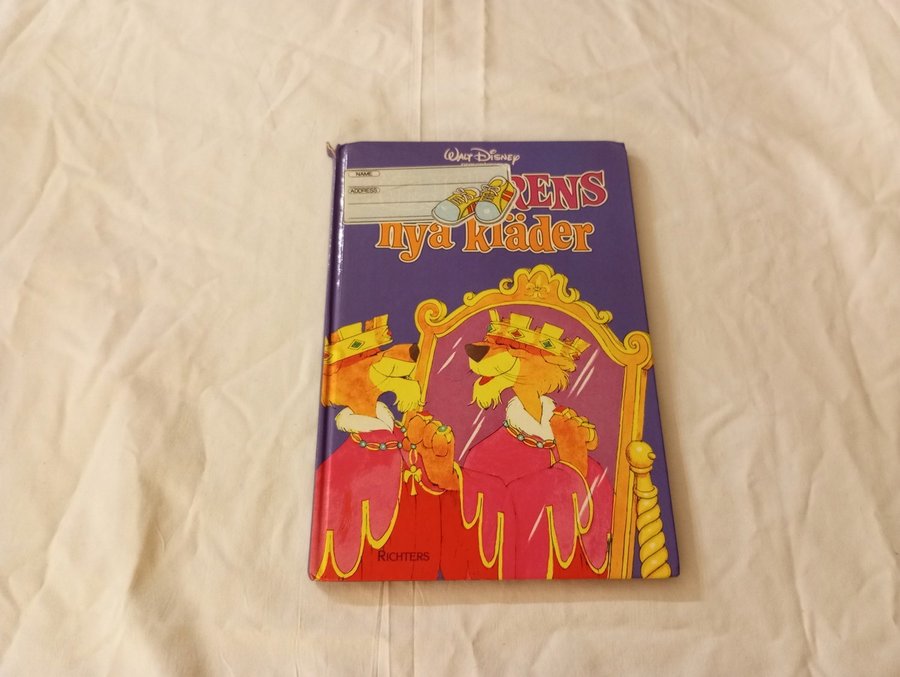 WALT DISNEY
NAME
ADDRESS
RENS
nya kläder
RICHTERS